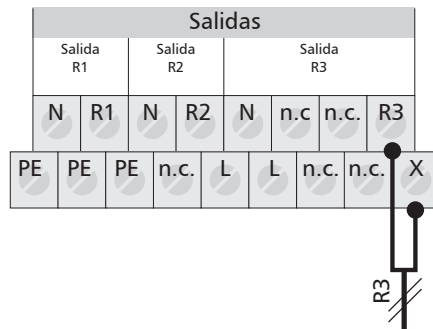 Salidas
Salida Salida Salida
R1 R2 R3
N R1 N R2 N n.c n.c. R3
PE PE PE n.c. L L n.c. n.c. X
R3